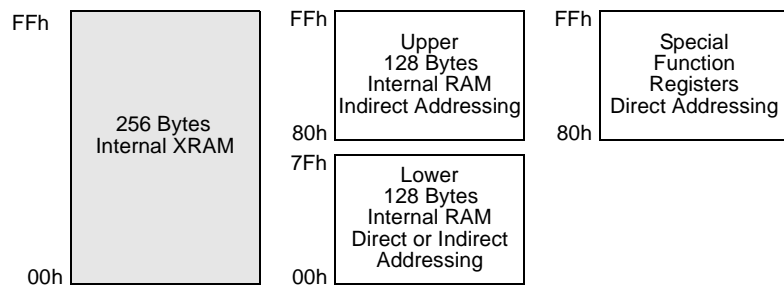 FFh
256 Bytes
Internal XRAM
00h
FFh
Upper
128 Bytes
Internal RAM
Indirect Addressing
80h
7Fh
Lower
128 Bytes
Internal RAM
Direct or Indirect
Addressing
00h
FFh
Special
Function
Registers
Direct Addressing
80h